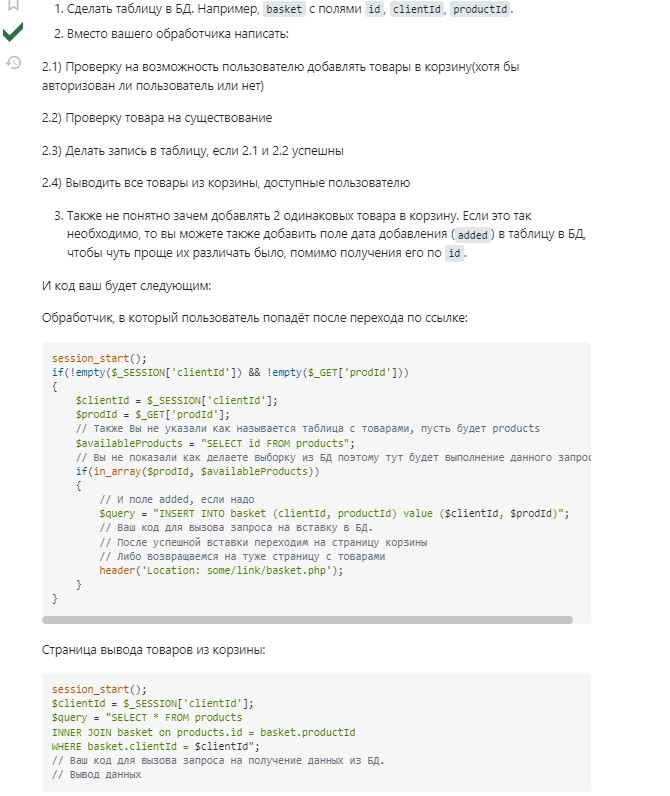 1. Сделать таблицу в БД. Например, basket с полями id, clientId, productId.
2. Вместо вашего обработчика написать:
2.1) Проверку на возможность пользователю добавлять товары в корзину(хотя бы
авторизован ли пользователь или нет)
2.2) Проверку товара на существование
2.3) Делать запись в таблицу, если 2.1 и 2.2 успешны
2.4) Выводить все товары из корзины, доступные пользователю
3. Также не понятно зачем добавлять 2 одинаковых товара в корзину. Если это так
необходимо, то вы можете также добавить поле дата добавления (added) в таблицу в БД,
чтобы чуть проще их различать было, помимо получения его по id.
И код ваш будет следующим:
Обработчик, в который пользователь попадёт после перехода по ссылке:
session_start();
if(!empty($_SESSION['clientId']) && !empty($_GET['prodId']))
{
    $clientId = $_SESSION['clientId'];
    $prodId = $_GET['prodId'];
    // Также Вы не указали как называется таблица с товарами, пусть будет products
    $availableProducts = "SELECT id FROM products";
    // Вы не показали как делаете выборку из БД поэтому тут будет выполнение данного запрос
    if(in_array($prodId, $availableProducts))
    {
        // И поле added, если надо
        $query = "INSERT INTO basket (clientId, productId) value ($clientId, $prodId)";
        // Ваш код для вызова запроса на вставку в БД.
        // После успешной вставки переходим на страницу корзины
        // Либо возвращаемся на туже страницу с товарами
        header('Location: some/link/basket.php');
    }
}
Страница вывода товаров из корзины:
session_start();
$clientId = $_SESSION['clientId'];
$query = "SELECT * FROM products
INNER JOIN basket on products.id = basket.productId
WHERE basket.clientId = $clientId";
// Ваш код для вызова запроса на получение данных из БД.
// Вывод данных